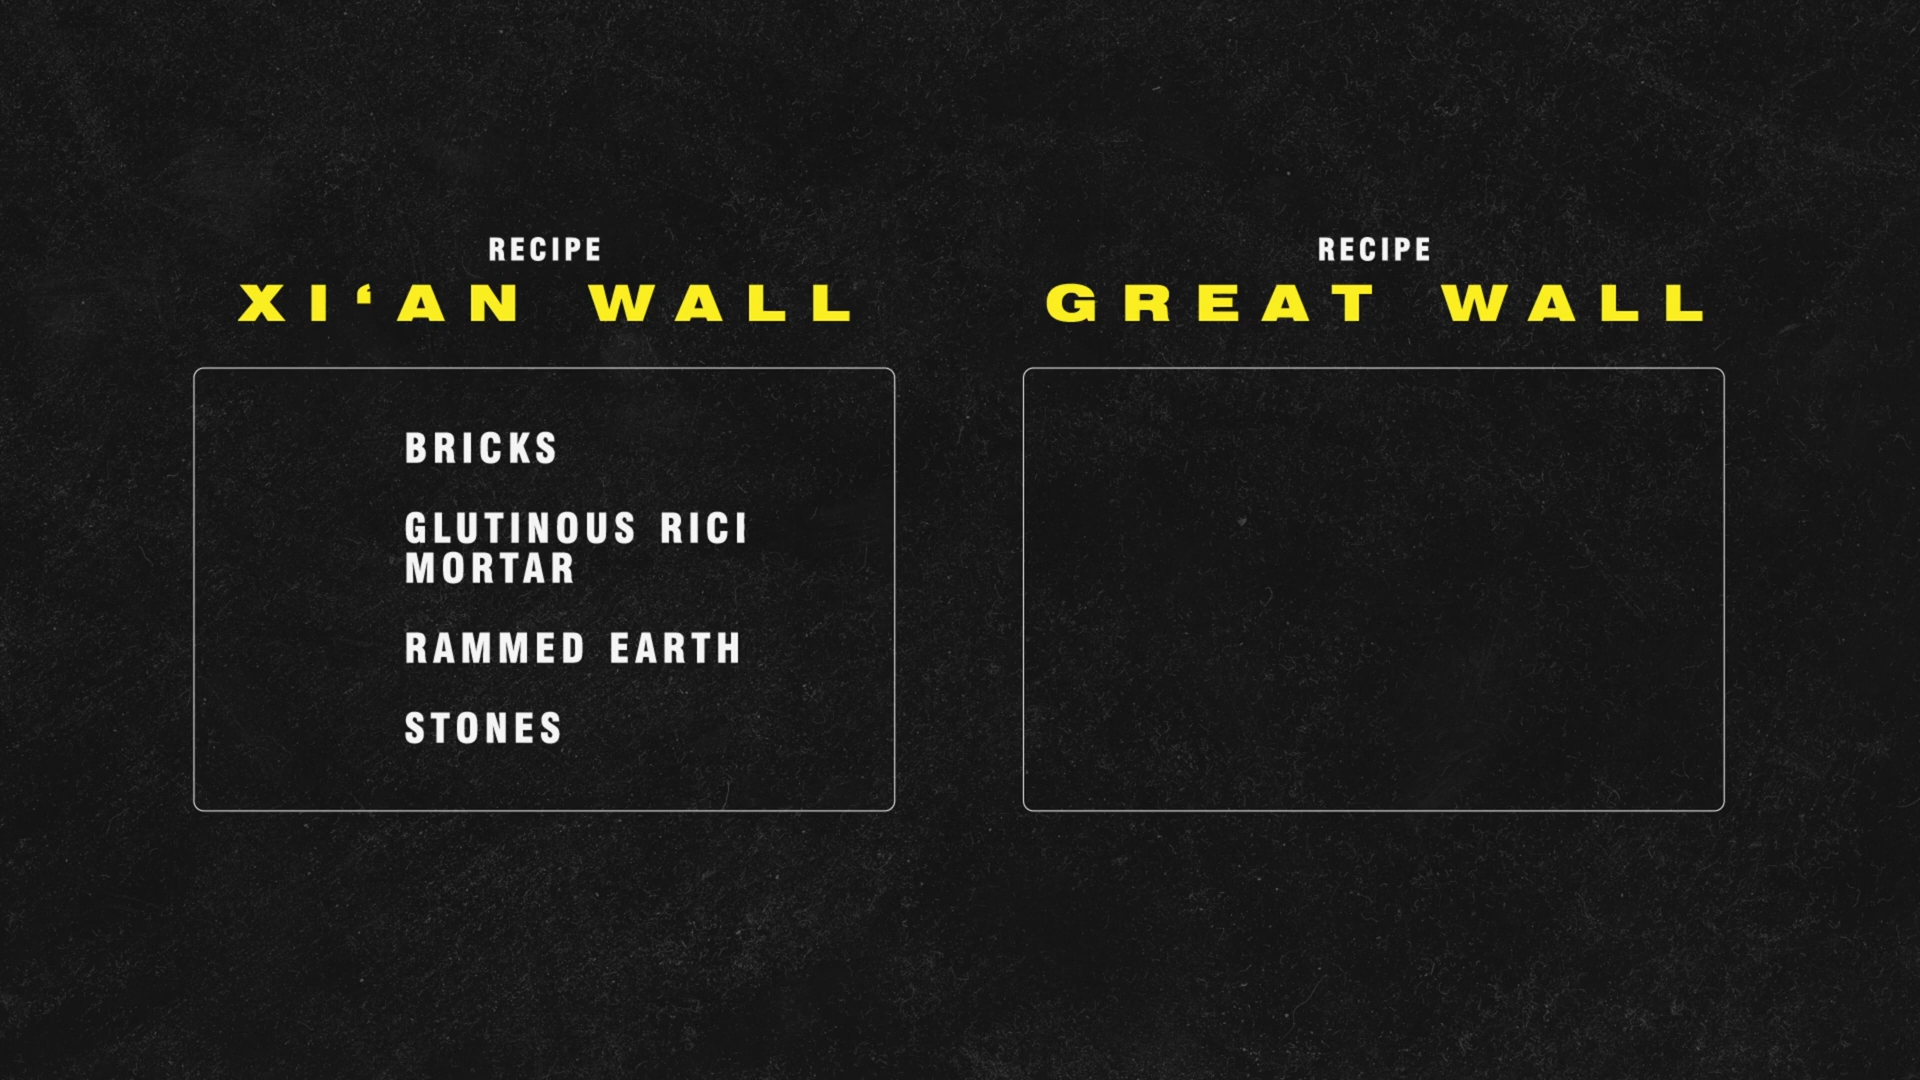 RECIPE
XI‘AN WALL
BRICKS
GLUTINOUS RICI
MORTAR
RAMMED EARTH
STONES
RECIPE
GREAT WALL